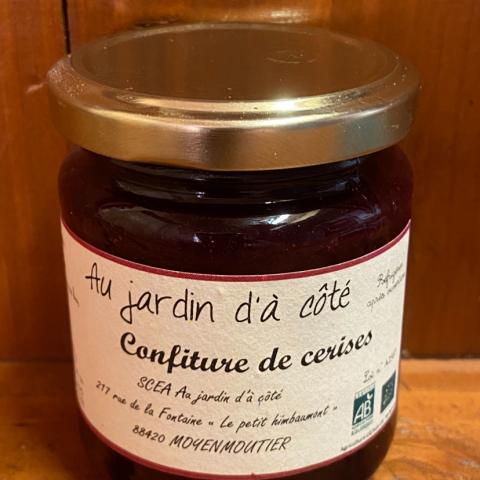 Au jardin d'à côté
Confiture de cerises
SCEA Au jardin d'à côté
217 rue de la Fontaine « Le petit himbaumont »
88420 MOYENMOUTIER
AB